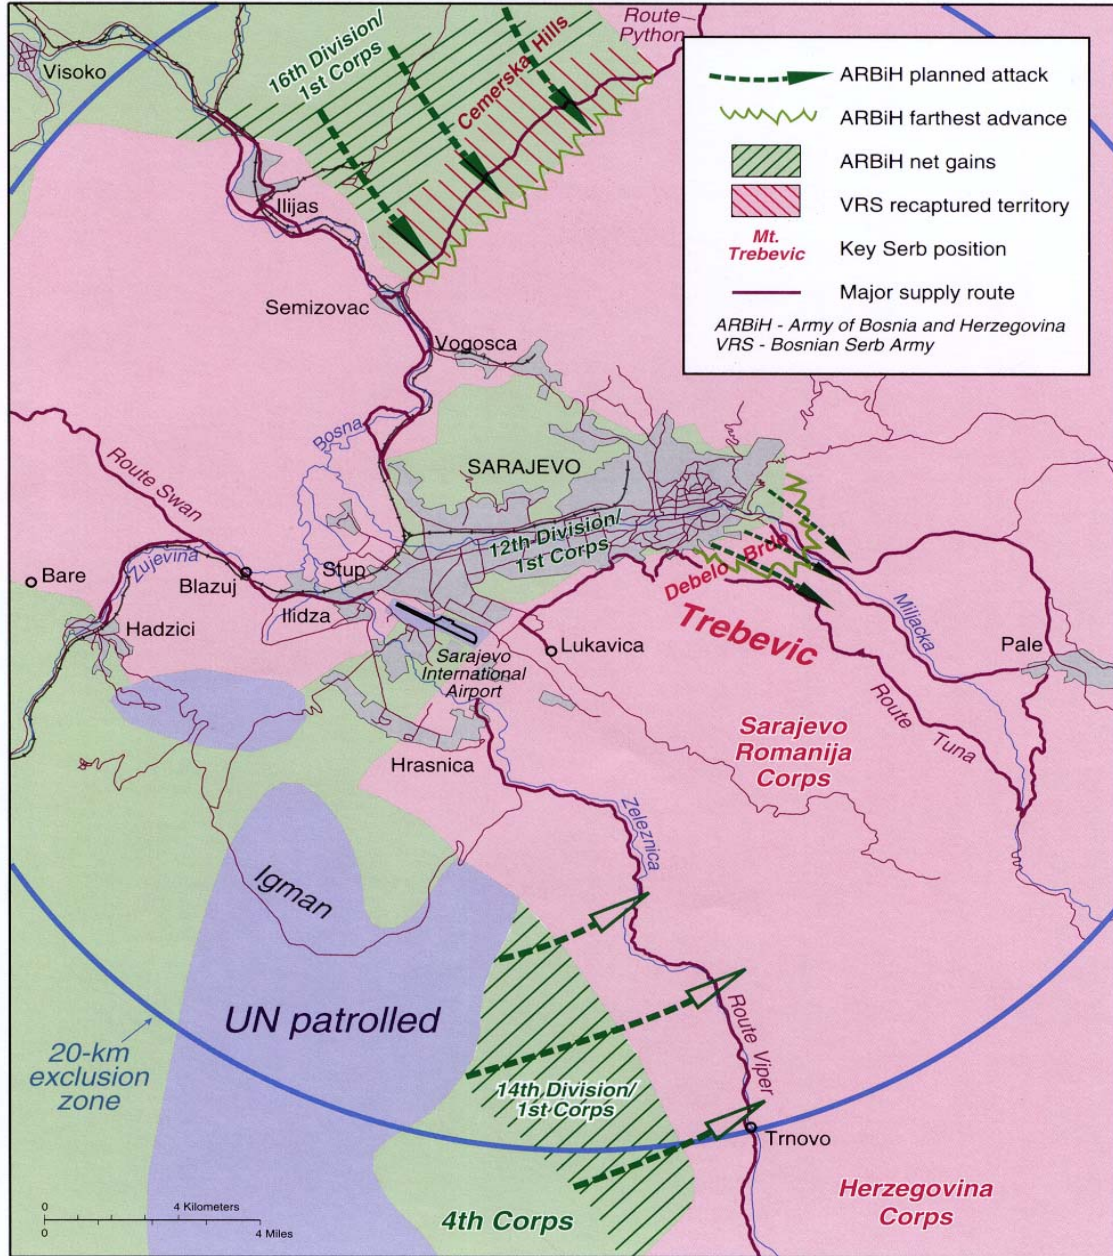 Visoko
16th Division/
1st Corps
Cemerska Hills
Route
Python
ARBiH planned attack
ARBiH farthest advance
ARBiH net gains
VRS recaptured territory
Mt.
Trebevic
Key Serb position
Major supply route
ARBiH - Army of Bosnia and Herzegovina
VRS - Bosnian Serb Army
Ilijas
Semizovac
Vogosca
Bosna
SARAJEVO
Route Swan
12th Division/
1st Corps
Zujevina
Bare
Blazuj
Stup
Debelo Brdo
Hadzici
Ilidza
Trebevic
Miljacka
Lukavica
Pale
Sarajevo
International
Airport
Route Tuna
Sarajevo
Romanija
Corps
Hrasnica
Zeleznica
Igman
UN patrolled
Route Viper
20-km
exclusion
zone
14th Division/
1st Corps
Trnovo
0 4 Kilometers
0 4 Miles
4th Corps
Herzegovina
Corps